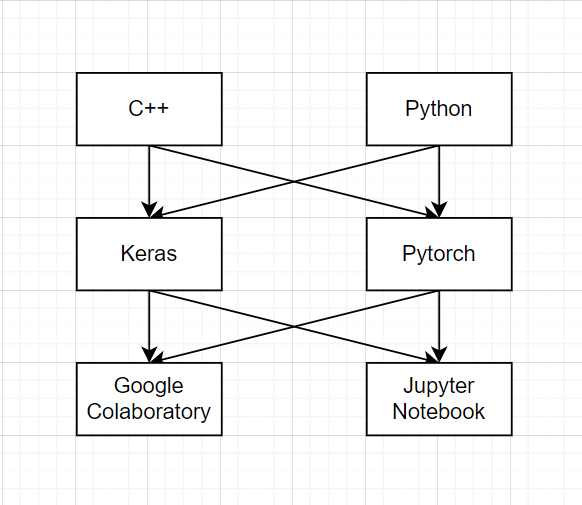 C++
Python
Keras
Pytorch
Google
Colaboratory
Jupyter
Notebook